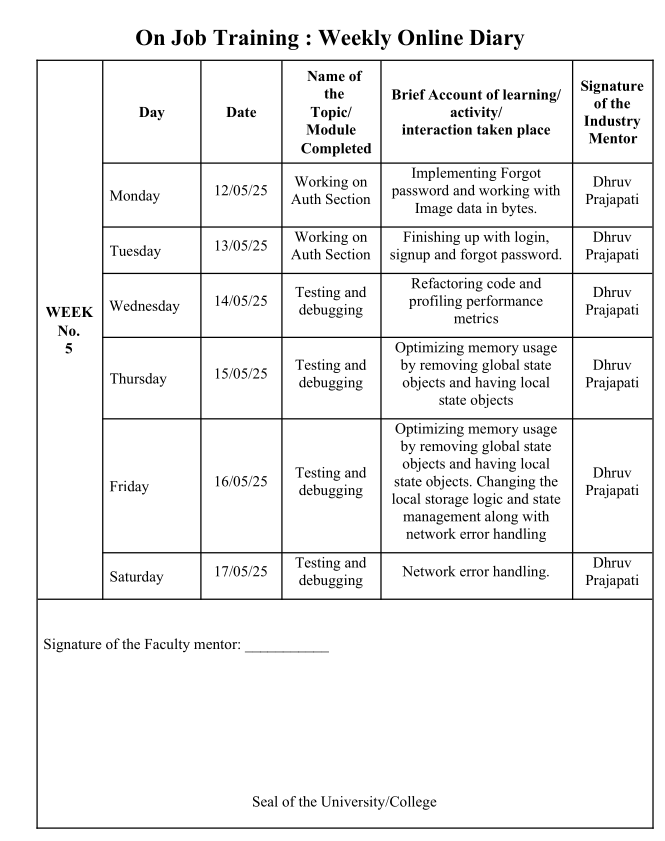 On Job Training : Weekly Online Diary
Day
Date
Name of
the
Topic/
Module
Completed
Brief Account of learning/
activity/
interaction taken place
Signature
of the
Industry
Mentor
WEEK
No.
5
Monday
12/05/25
Working on
Auth Section
Implementing Forgot
password and working with
Image data in bytes.
Dhruv
Prajapati
Tuesday
13/05/25
Working on
Auth Section
Finishing up with login,
signup and forgot password.
Dhruv
Prajapati
Wednesday
14/05/25
Testing and
debugging
Refactoring code and
profiling performance
metrics
Dhruv
Prajapati
Thursday
15/05/25
Testing and
debugging
Optimizing memory usage
by removing global state
objects and having local
state objects
Dhruv
Prajapati
Friday
16/05/25
Testing and
debugging
Optimizing memory usage
by removing global state
objects and having local
state objects. Changing the
local storage logic and state
management along with
network error handling
Dhruv
Prajapati
Saturday
17/05/25
Testing and
debugging
Network error handling.
Dhruv
Prajapati
Signature of the Faculty mentor: ___________
Seal of the University/College